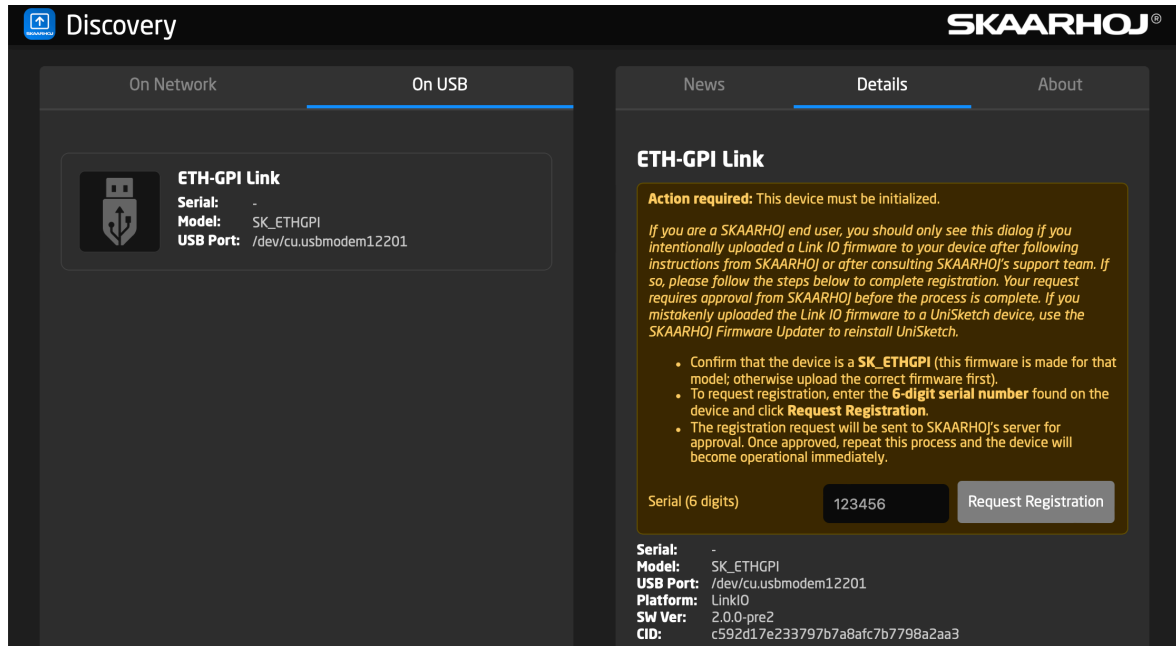 Discovery
SKAARHOJ®
On Network
On USB
ETH-GPI Link
Serial: -
Model: SK_ETHGPI
USB Port: /dev/cu.usbmodem12201
News
Details
About
ETH-GPI Link
Action required: This device must be initialized.
If you are a SKAARHOJ end user, you should only see this dialog if you
intentionally uploaded a Link IO firmware to your device after following
instructions from SKAARHOJ or after consulting SKAARHOJ's support team. If
so, please follow the steps below to complete registration. Your request
requires approval from SKAARHOJ before the process is complete. If you
mistakenly uploaded the Link IO firmware to a UniSketch device, use the
SKAARHOJ Firmware Updater to reinstall UniSketch.
• Confirm that the device is a SK_ETHGPI (this firmware is made for that
model; otherwise upload the correct firmware first).
• To request registration, enter the 6-digit serial number found on the
device and click Request Registration.
• The registration request will be sent to SKAARHOJ's server for
approval. Once approved, repeat this process and the device will
become operational immediately.
Serial (6 digits)
123456
Request Registration
Serial: -
Model: SK_ETHGPI
USB Port: /dev/cu.usbmodem12201
Platform: LinkIO
SW Ver: 2.0.0-pre2
CID: c592d17e233797b7a8afc7b7798a2aa3